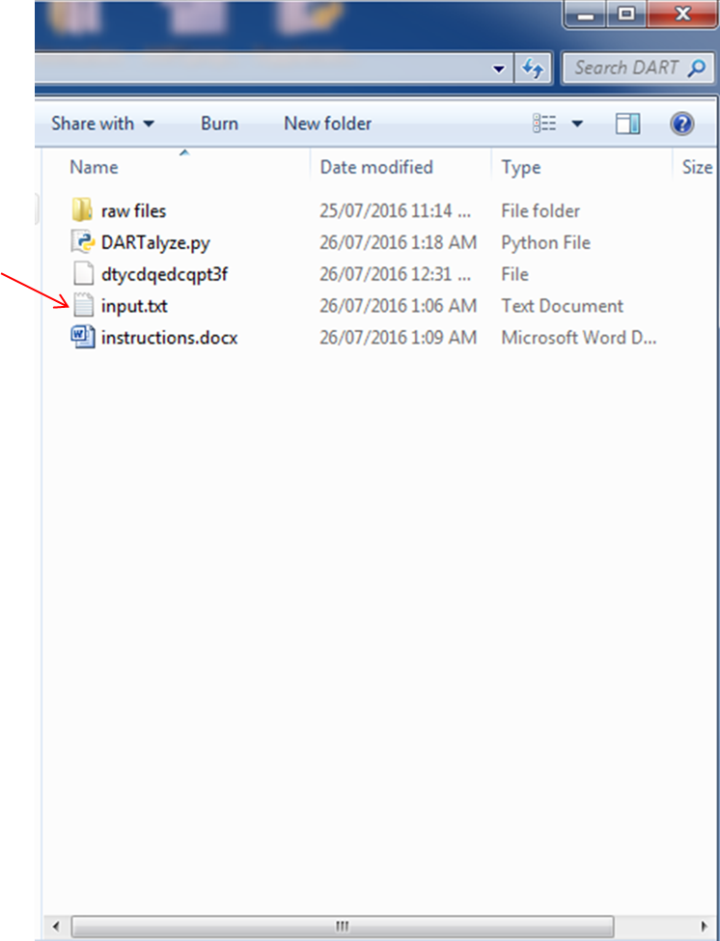 Search DART
Share with Burn New folder
Name Date modified Type Size
raw files 25/07/2016 11:14 ... File folder
DARTalyze.py 26/07/2016 1:18 AM Python File
dtycdqedcqpt3f 26/07/2016 12:31 ... File
input.txt 26/07/2016 1:06 AM Text Document
instructions.docx 26/07/2016 1:09 AM Microsoft Word D...